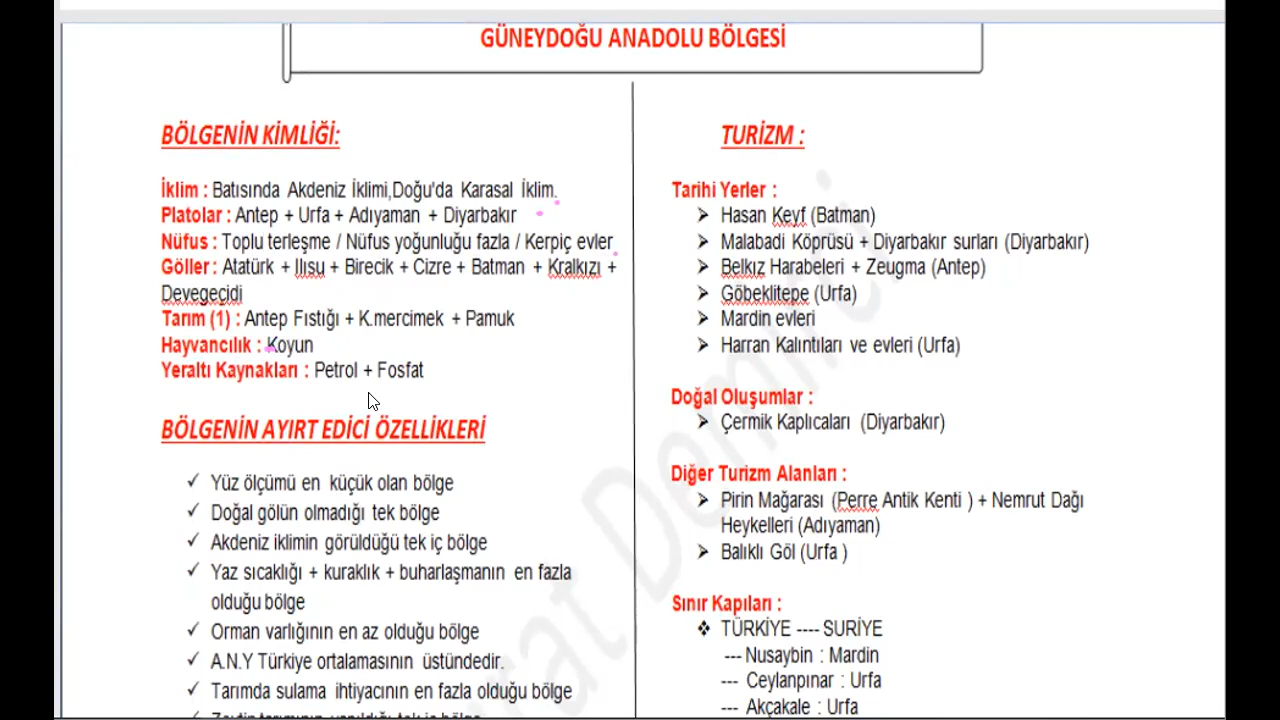 GÜNEYDOĞU ANADOLU BÖLGESİ
BÖLGENİN KİMLİĞİ:
İklim : Batısında Akdeniz İklimi,Doğu'da Karasal İklim.
Platolar : Antep + Urfa + Adıyaman + Diyarbakır
Nüfus : Toplu terleşme / Nüfus yoğunluğu fazla / Kerpiç evler
Göller : Atatürk + Ilısu + Birecik + Cizre + Batman + Kralkızı +
Devegeçidi
Tarım (1) : Antep Fıstığı + K.mercimek + Pamuk
Hayvancılık : Koyun
Yeraltı Kaynakları : Petrol + Fosfat
BÖLGENİN AYIRT EDİCİ ÖZELLİKLERİ
✓ Yüz ölçümü en küçük olan bölge
✓ Doğal gölün olmadığı tek bölge
✓ Akdeniz iklimin görüldüğü tek iç bölge
✓ Yaz sıcaklığı + kuraklık + buharlaşmanın en fazla
olduğu bölge
✓ Orman varlığının en az olduğu bölge
✓ A.N.Y Türkiye ortalamasının üstündedir.
✓ Tarımda sulama ihtiyacının en fazla olduğu bölge
✓ Zeytin tarımının yapıldığı tek iç bölge
TURİZM :
Tarihi Yerler :
➢ Hasan Keyf (Batman)
➢ Malabadi Köprüsü + Diyarbakır surları (Diyarbakır)
➢ Belkız Harabeleri + Zeugma (Antep)
➢ Göbeklitepe (Urfa)
➢ Mardin evleri
➢ Harran Kalıntıları ve evleri (Urfa)
Doğal Oluşumlar :
➢ Çermik Kaplıcaları (Diyarbakır)
Diğer Turizm Alanları :
➢ Pirin Mağarası (Perre Antik Kenti ) + Nemrut Dağı
Heykelleri (Adıyaman)
➢ Balıklı Göl (Urfa )
Sınır Kapıları :
❖ TÜRKİYE ---- SURİYE
--- Nusaybin : Mardin
--- Ceylanpınar : Urfa
--- Akçakale : Urfa